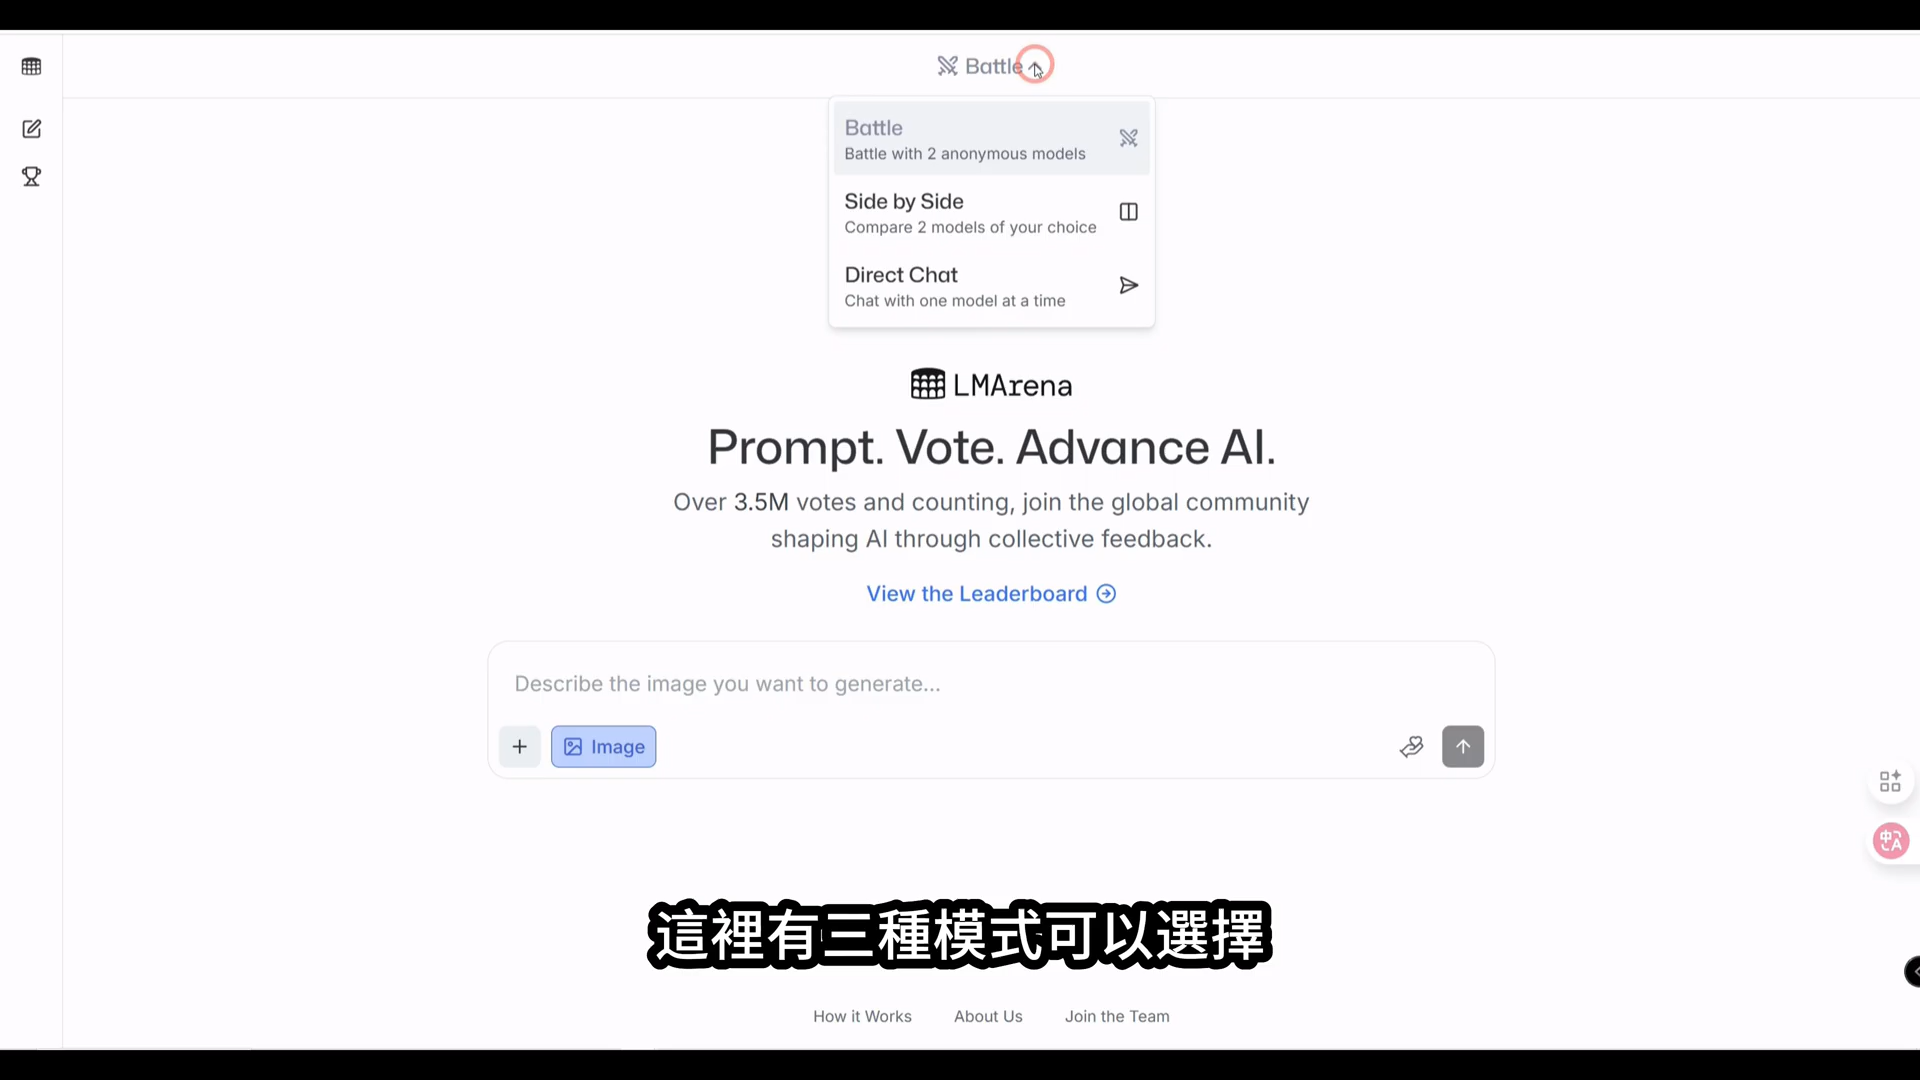 Battle
Battle
Battle with 2 anonymous models
Side by Side
Compare 2 models of your choice
Direct Chat
Chat with one model at a time
LMArena
Prompt. Vote. Advance AI.
Over 3.5M votes and counting, join the global community
shaping AI through collective feedback.
View the Leaderboard
Describe the image you want to generate...
Image
中A
這裡有三種模式可以選擇
How it Works About Us Join the Team